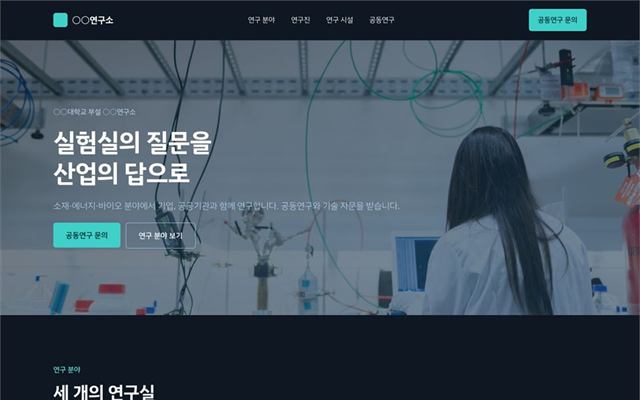 ○○연구소
연구 분야 연구진 연구 시설 공동연구
공동연구 문의
○○대학교 부설 ○○연구소
실험실의 질문을
산업의 답으로
소재·에너지·바이오 분야에서 기업, 공공기관과 함께 연구합니다. 공동연구와 기술 자문을 받습니다.
공동연구 문의 연구 분야 보기
연구 분야
세 개의 연구실